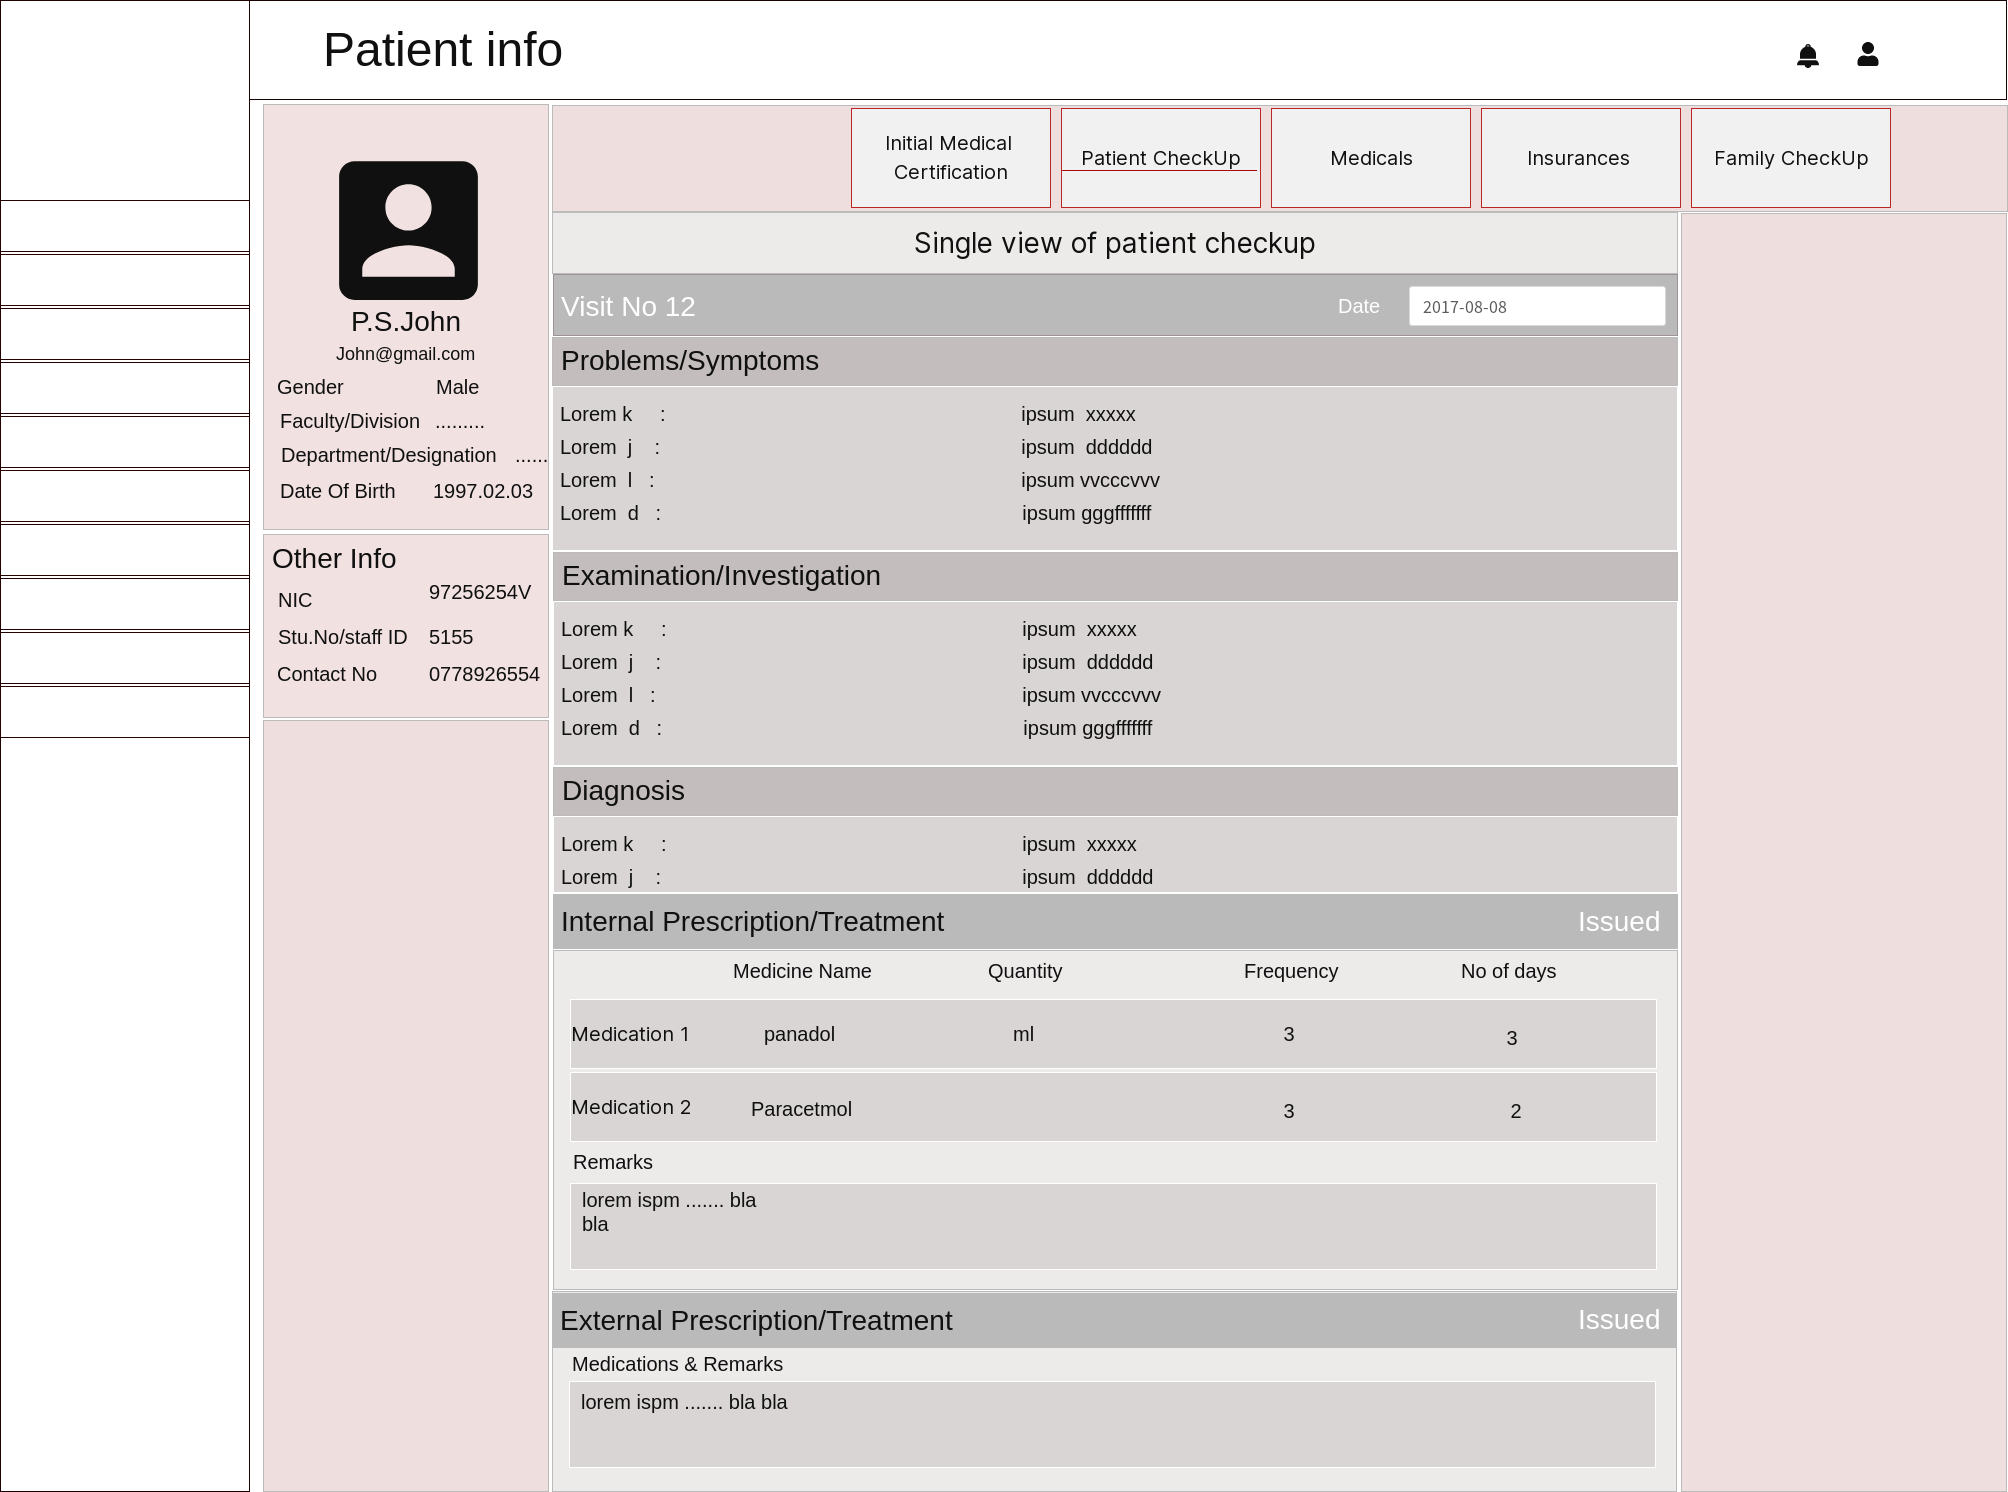 Patient info
Initial Medical
Certification
Patient CheckUp
Medicals
Insurances
Family CheckUp
P.S.John
John@gmail.com
Gender Male
Faculty/Division .........
Department/Designation ......
Date Of Birth 1997.02.03
Other Info
NIC 97256254V
Stu.No/staff ID 5155
Contact No 0778926554
Single view of patient checkup
Visit No 12 Date 2017-08-08
Problems/Symptoms
Lorem k : ipsum xxxxx
Lorem j : ipsum dddddd
Lorem l : ipsum vvcccvvv
Lorem d : ipsum gggfffffff
Examination/Investigation
Lorem k : ipsum xxxxx
Lorem j : ipsum dddddd
Lorem l : ipsum vvcccvvv
Lorem d : ipsum gggfffffff
Diagnosis
Lorem k : ipsum xxxxx
Lorem j : ipsum dddddd
Internal Prescription/Treatment Issued
Medicine Name Quantity Frequency No of days
Medication 1 panadol ml 3 3
Medication 2 Paracetmol 3 2
Remarks
lorem ispm ....... bla
bla
External Prescription/Treatment Issued
Medications & Remarks
lorem ispm ....... bla bla